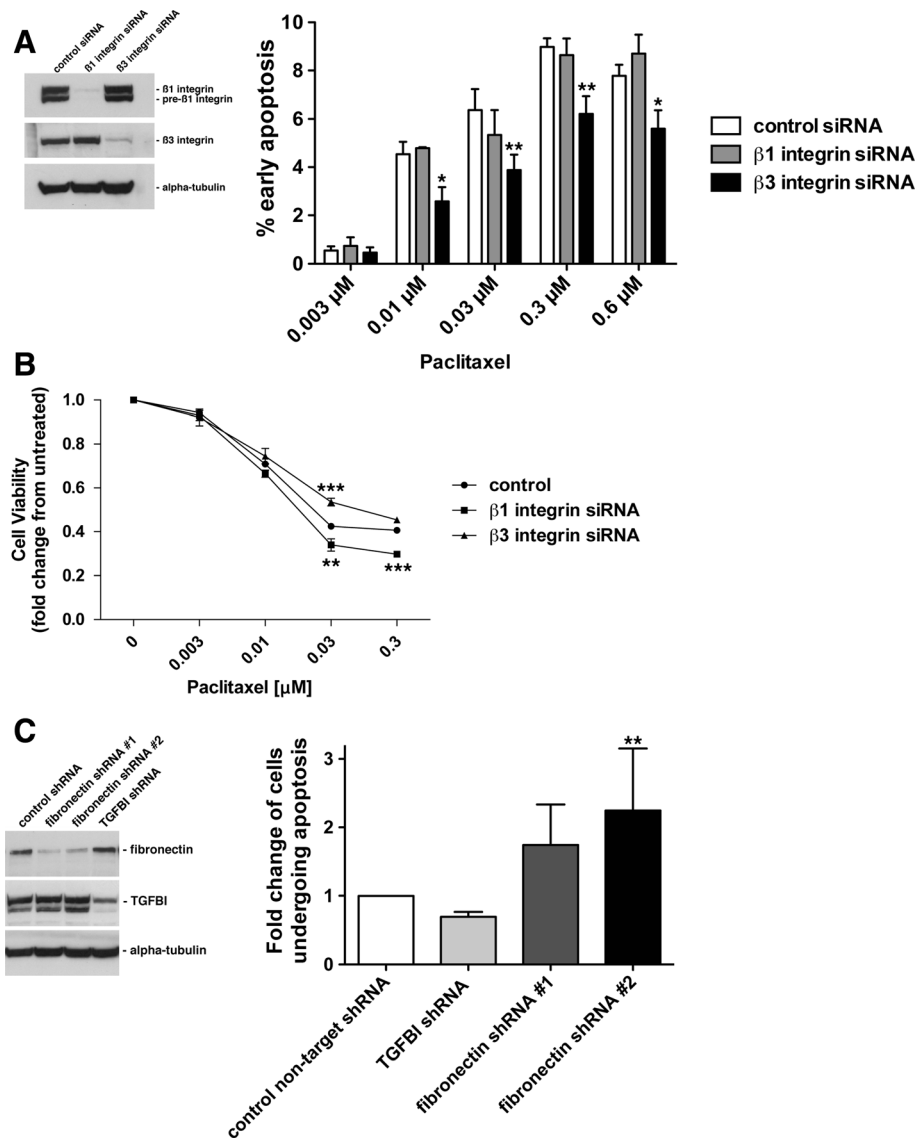 A
control siRNA
ß1 integrin siRNA
ß3 integrin siRNA
- ß1 integrin
- pre-ß1 integrin
- ß3 integrin
- alpha-tubulin
% early apoptosis
10
8
6
4
2
0
*
**
**
*
0.003 µM
0.01 µM
0.03 µM
0.3 µM
0.6 µM
Paclitaxel
control siRNA
β1 integrin siRNA
β3 integrin siRNA
B
Cell Viability
(fold change from untreated)
1.0
0.8
0.6
0.4
0.2
0.0
***
**
***
0
0.003
0.01
0.03
0.3
Paclitaxel [µM]
control
β1 integrin siRNA
β3 integrin siRNA
C
control shRNA
fibronectin shRNA #1
fibronectin shRNA #2
TGFBI shRNA
- fibronectin
- TGFBI
- alpha-tubulin
Fold change of cells
undergoing apoptosis
3
2
1
0
**
control non-target shRNA
TGFBI shRNA
fibronectin shRNA #1
fibronectin shRNA #2